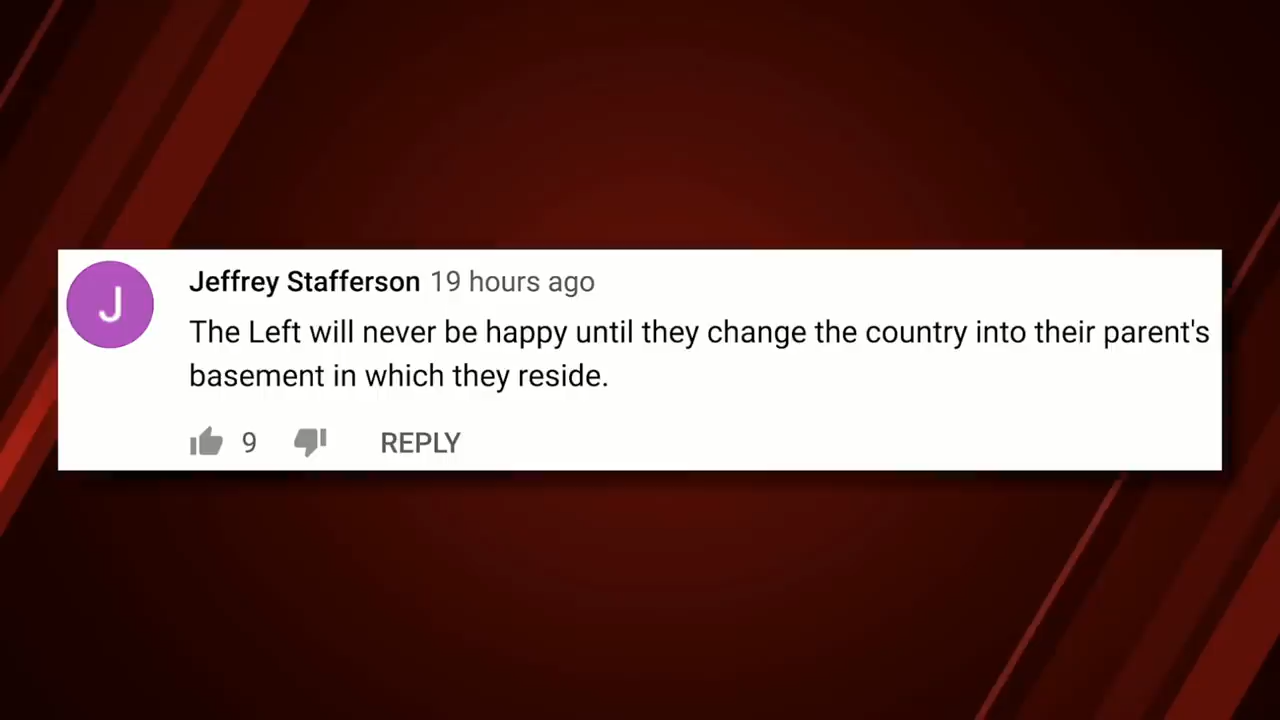 J
Jeffrey Stafferson 19 hours ago
The Left will never be happy until they change the country into their parent's
basement in which they reside.
9 REPLY